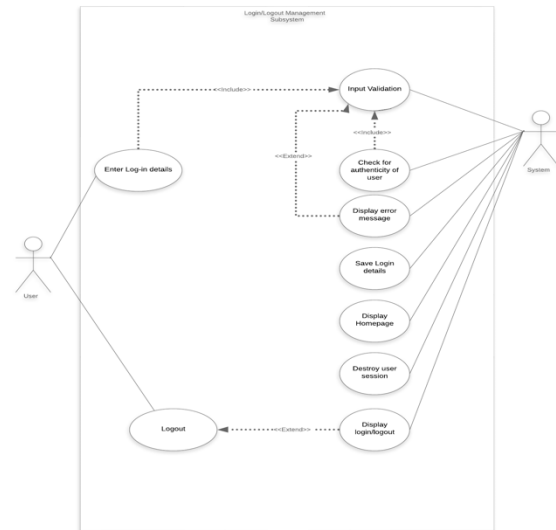 Login/Logout Management
Subsystem
Input Validation
<<Include>>
<<Include>>
<<Extend>>
Enter Log-in details
Check for
authenticity of
user
System
Display error
message
User
Save Login
details
Display
Homepage
Destroy user
session
Logout
<<Extend>>
Display
login/logout